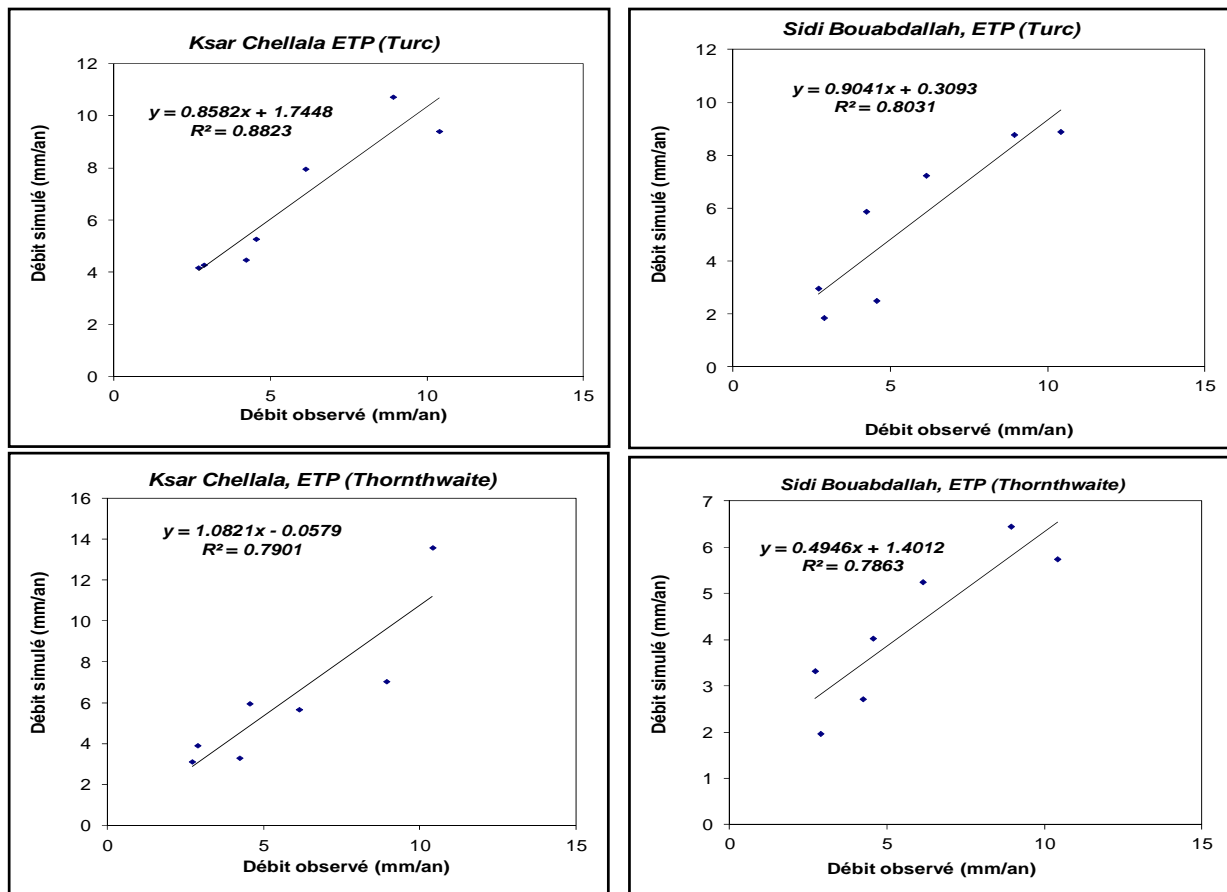 Ksar Chellala ETP (Turc)
12
10
8
6
4
2
0
y = 0.8582x + 1.7448
R² = 0.8823
Débit simulé (mm/an)
0
5
10
15
Débit observé (mm/an)
Sidi Bouabdallah, ETP (Turc)
12
10
8
6
4
2
0
y = 0.9041x + 0.3093
R² = 0.8031
Débit simulé (mm/an)
0
5
10
15
Débit observé (mm/an)
Ksar Chellala, ETP (Thornthwaite)
16
14
12
10
8
6
4
2
0
y = 1.0821x - 0.0579
R² = 0.7901
Débit simulé (mm/an)
0
5
10
15
Débit observé (mm/an)
Sidi Bouabdallah, ETP (Thornthwaite)
7
6
5
4
3
2
1
0
y = 0.4946x + 1.4012
R² = 0.7863
Débit simulé (mm/an)
0
5
10
15
Débit observé (mm/an)